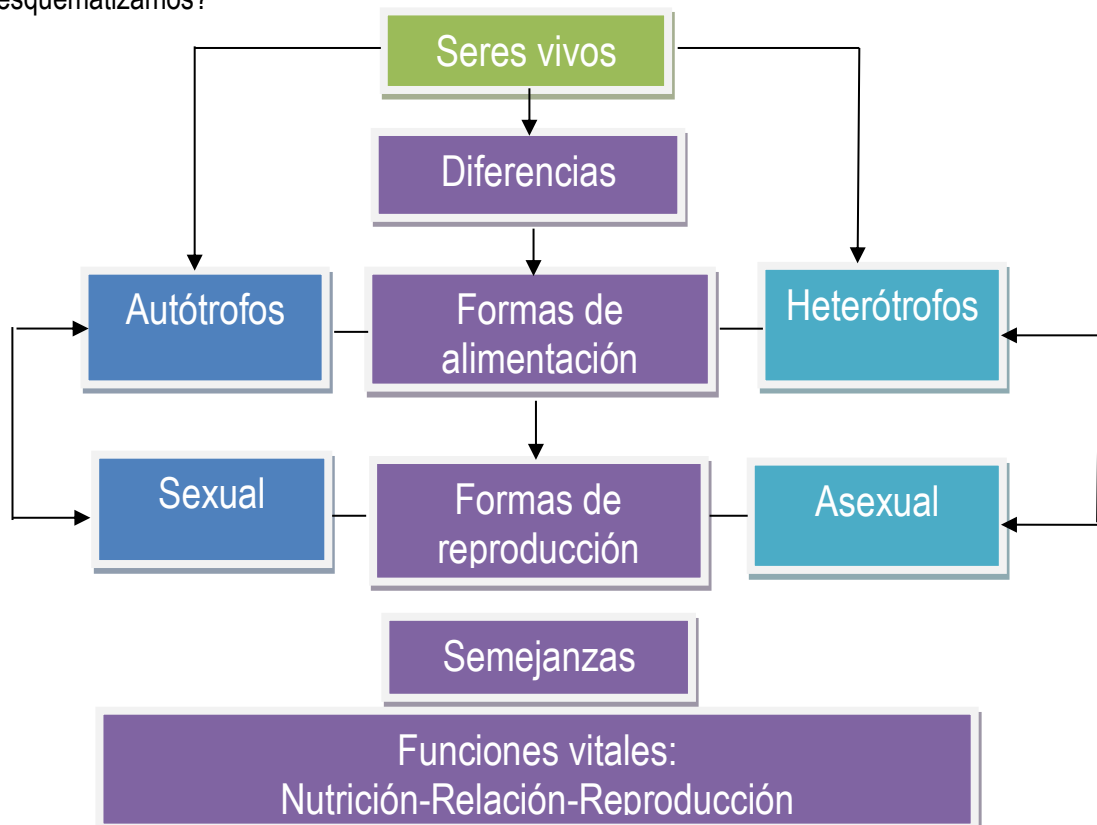 esquematizamos?
Seres vivos
Diferencias
Autótrofos
Formas de
alimentación
Heterótrofos
Sexual
Formas de
reproducción
Asexual
Semejanzas
Funciones vitales:
Nutrición-Relación-Reproducción